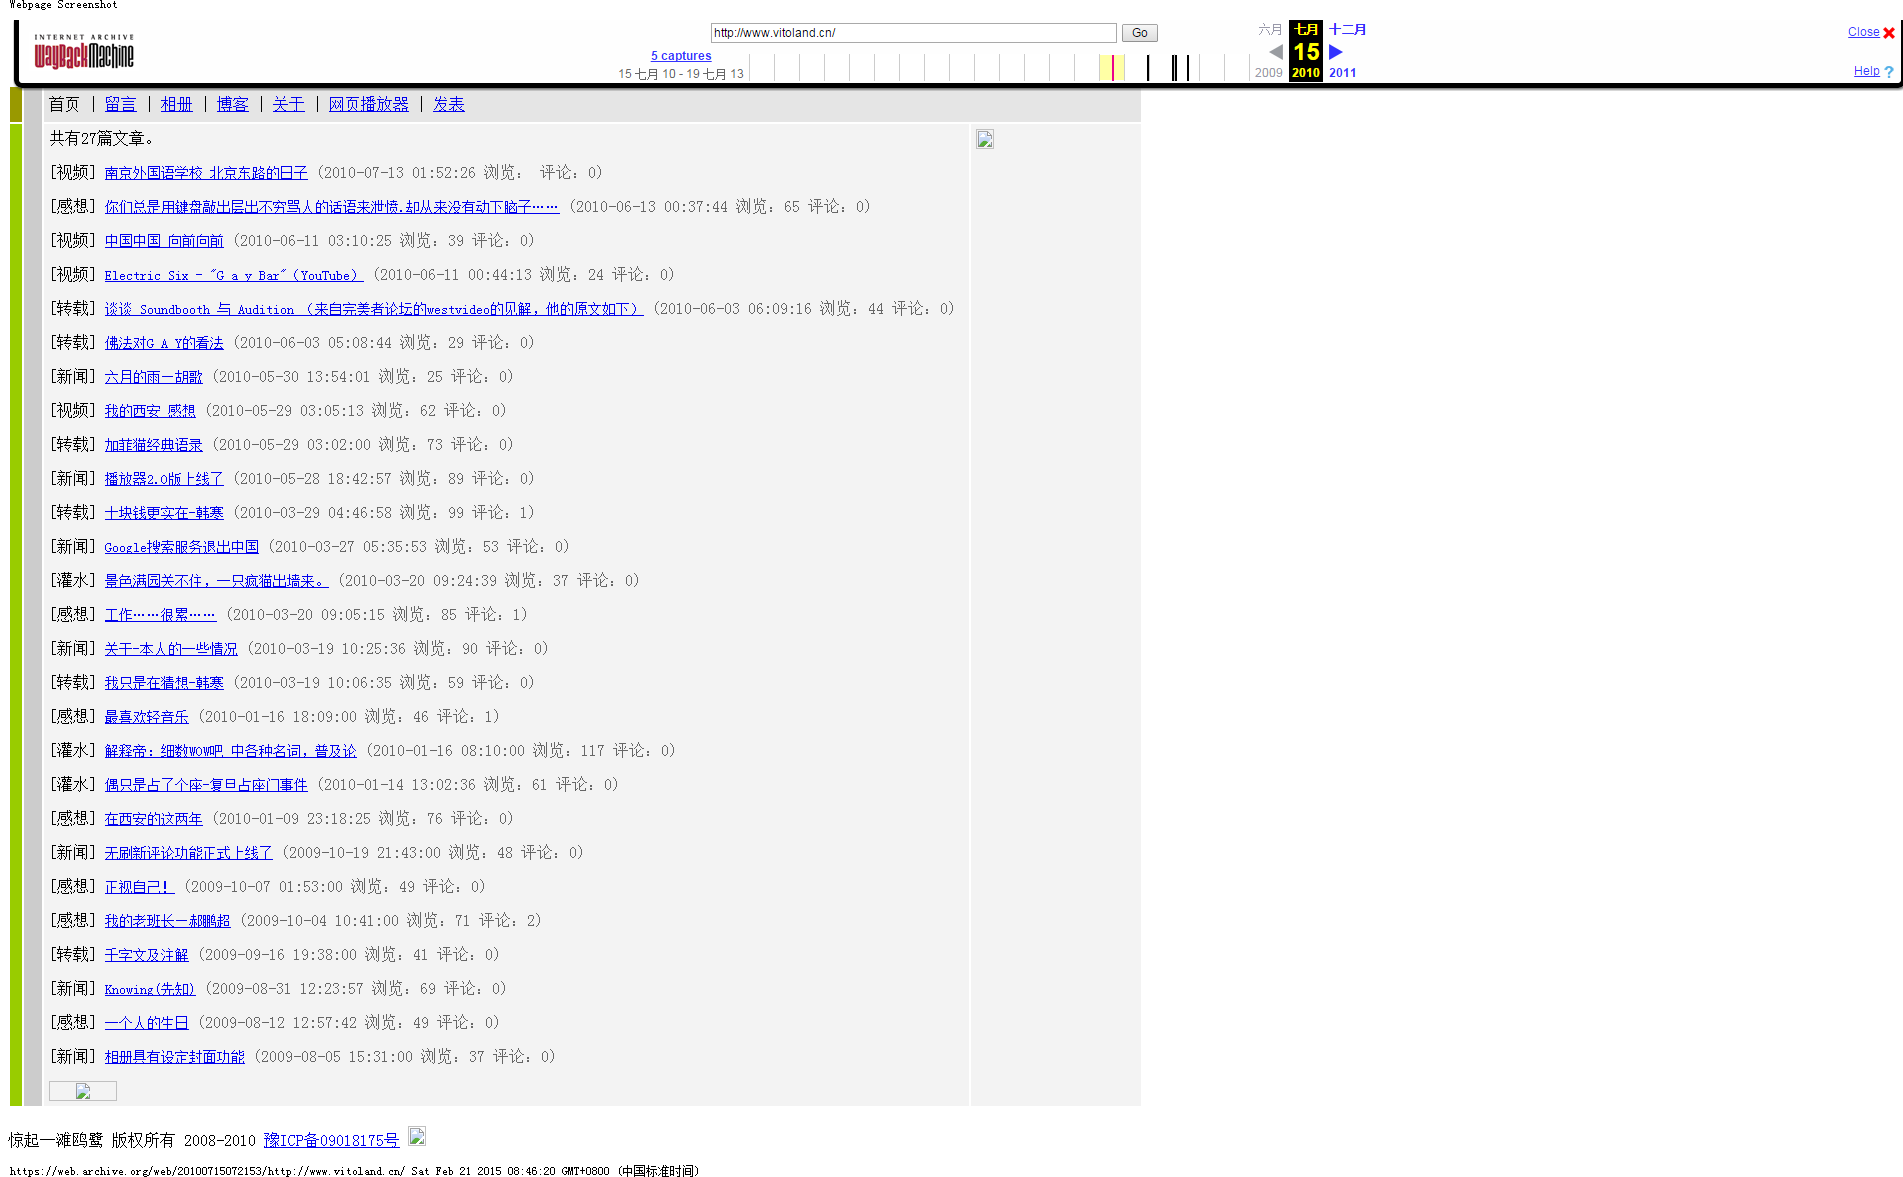 Webpage Screenshot
INTERNET ARCHIVE
WayBackMachine
http://www.vitoland.cn/ Go
5 captures
15 七月 10 - 19 七月 13
六月 七月 十二月
15
2009 2010 2011
Close
Help ?
首页 | 留言 | 相册 | 博客 | 关于 | 网页播放器 | 发表
共有27篇文章。
[视频] 南京外国语学校 北京东路的日子 (2010-07-13 01:52:26 浏览： 评论：0)
[感想] 你们总是用键盘敲出层出不穷骂人的话语来泄愤.却从来没有动下脑子…… (2010-06-13 00:37:44 浏览：65 评论：0)
[视频] 中国中国 向前向前 (2010-06-11 03:10:25 浏览：39 评论：0)
[视频] Electric Six - "G a y Bar"（YouTube） (2010-06-11 00:44:13 浏览：24 评论：0)
[转载] 谈谈 Soundbooth 与 Audition （来自完美者论坛的westvideo的见解，他的原文如下） (2010-06-03 06:09:16 浏览：44 评论：0)
[转载] 佛法对G A Y的看法 (2010-06-03 05:08:44 浏览：29 评论：0)
[新闻] 六月的雨—胡歌 (2010-05-30 13:54:01 浏览：25 评论：0)
[视频] 我的西安 感想 (2010-05-29 03:05:13 浏览：62 评论：0)
[转载] 加菲猫经典语录 (2010-05-29 03:02:00 浏览：73 评论：0)
[新闻] 播放器2.0版上线了 (2010-05-28 18:42:57 浏览：89 评论：0)
[转载] 十块钱更实在-韩寒 (2010-03-29 04:46:58 浏览：99 评论：1)
[新闻] Google搜索服务退出中国 (2010-03-27 05:35:53 浏览：53 评论：0)
[灌水] 景色满园关不住，一只疯猫出墙来。 (2010-03-20 09:24:39 浏览：37 评论：0)
[感想] 工作……很累…… (2010-03-20 09:05:15 浏览：85 评论：1)
[新闻] 关于-本人的一些情况 (2010-03-19 10:25:36 浏览：90 评论：0)
[转载] 我只是在猜想-韩寒 (2010-03-19 10:06:35 浏览：59 评论：0)
[感想] 最喜欢轻音乐 (2010-01-16 18:09:00 浏览：46 评论：1)
[灌水] 解释帝：细数WOW吧 中各种名词，普及论 (2010-01-16 08:10:00 浏览：117 评论：0)
[灌水] 偶只是占了个座-复旦占座门事件 (2010-01-14 13:02:36 浏览：61 评论：0)
[感想] 在西安的这两年 (2010-01-09 23:18:25 浏览：76 评论：0)
[新闻] 无刷新评论功能正式上线了 (2009-10-19 21:43:00 浏览：48 评论：0)
[感想] 正视自己！ (2009-10-07 01:53:00 浏览：49 评论：0)
[感想] 我的老班长—郝鹏超 (2009-10-04 10:41:00 浏览：71 评论：2)
[转载] 千字文及注解 (2009-09-16 19:38:00 浏览：41 评论：0)
[新闻] Knowing(先知) (2009-08-31 12:23:57 浏览：69 评论：0)
[感想] 一个人的生日 (2009-08-12 12:57:42 浏览：49 评论：0)
[新闻] 相册具有设定封面功能 (2009-08-05 15:31:00 浏览：37 评论：0)
惊起一滩鸥鹭 版权所有 2008-2010 豫ICP备09018175号
https://web.archive.org/web/20100715072153/http://www.vitoland.cn/ Sat Feb 21 2015 08:46:20 GMT+0800 (中国标准时间)